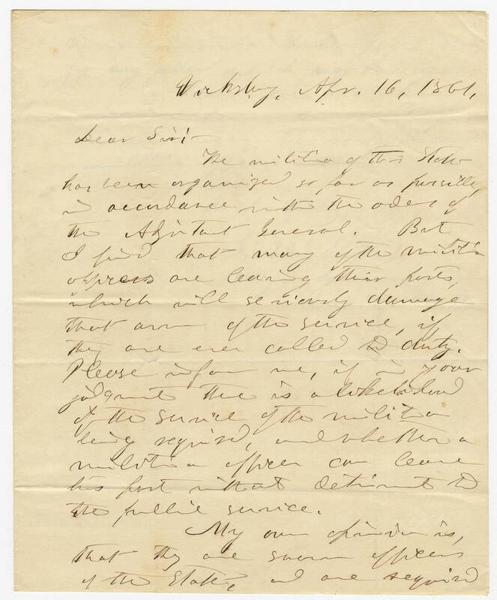 Vicksburg, Apr. 16, 1861,
Dear Sir:-
The militia of this State
has been organized so far as possible
in accordance with the orders of
the Adjutant General. But
I find that many of the militia
officers are leaving their posts,
which will seriously damage
that arm of the service, if
they are ever called to duty.
Please inform me, if in your
judgment there is a likelihood
of the service of the militia
being required, and whether a
militia officer can leave
his post without detriment to
the public service.
My own opinion is,
that they are sworn officers
of the State, and are required